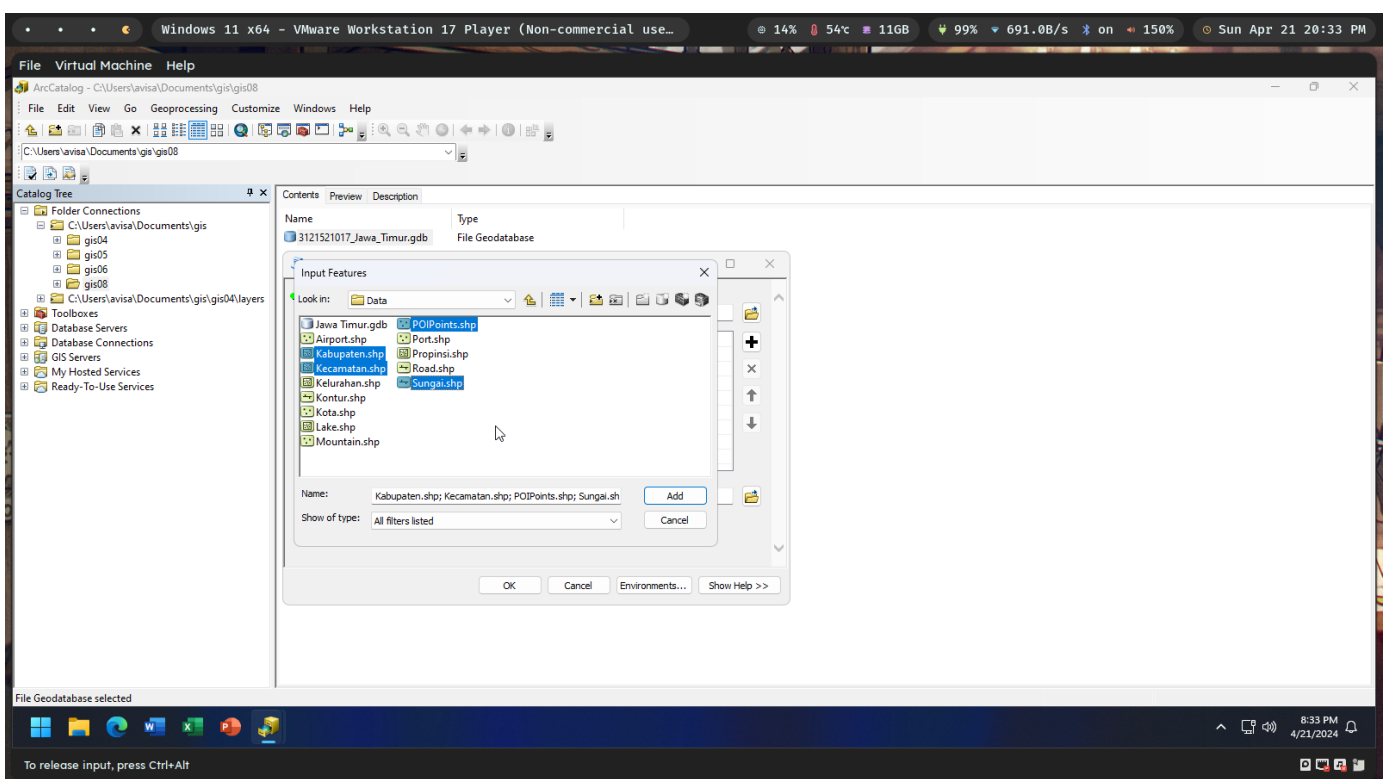 Windows 11 x64 – VMware Workstation 17 Player (Non-commercial use…
14% 54℃ 11GB 99% 691.0B/s on 150% Sun Apr 21 20:33 PM
File Virtual Machine Help
ArcCatalog - C:\Users\avisa\Documents\gis\gis08
File Edit View Go Geoprocessing Customize Windows Help
C:\Users\avisa\Documents\gis\gis08
Catalog Tree
Folder Connections
C:\Users\avisa\Documents\gis
gis04
gis05
gis06
gis08
C:\Users\avisa\Documents\gis\gis04\layers
Toolboxes
Database Servers
Database Connections
GIS Servers
My Hosted Services
Ready-To-Use Services
Contents Preview Description
Name Type
3121521017_Jawa_Timur.gdb File Geodatabase
Input Features
Look in: Data
Jawa Timur.gdb
Airport.shp
Kabupaten.shp
Kecamatan.shp
Kelurahan.shp
Kontur.shp
Kota.shp
Lake.shp
Mountain.shp
POIPoints.shp
Port.shp
Propinsi.shp
Road.shp
Sungai.shp
Name: Kabupaten.shp; Kecamatan.shp; POIPoints.shp; Sungai.sh
Add
Show of type: All filters listed
Cancel
OK Cancel Environments... Show Help >>
File Geodatabase selected
8:33 PM
4/21/2024
To release input, press Ctrl+Alt